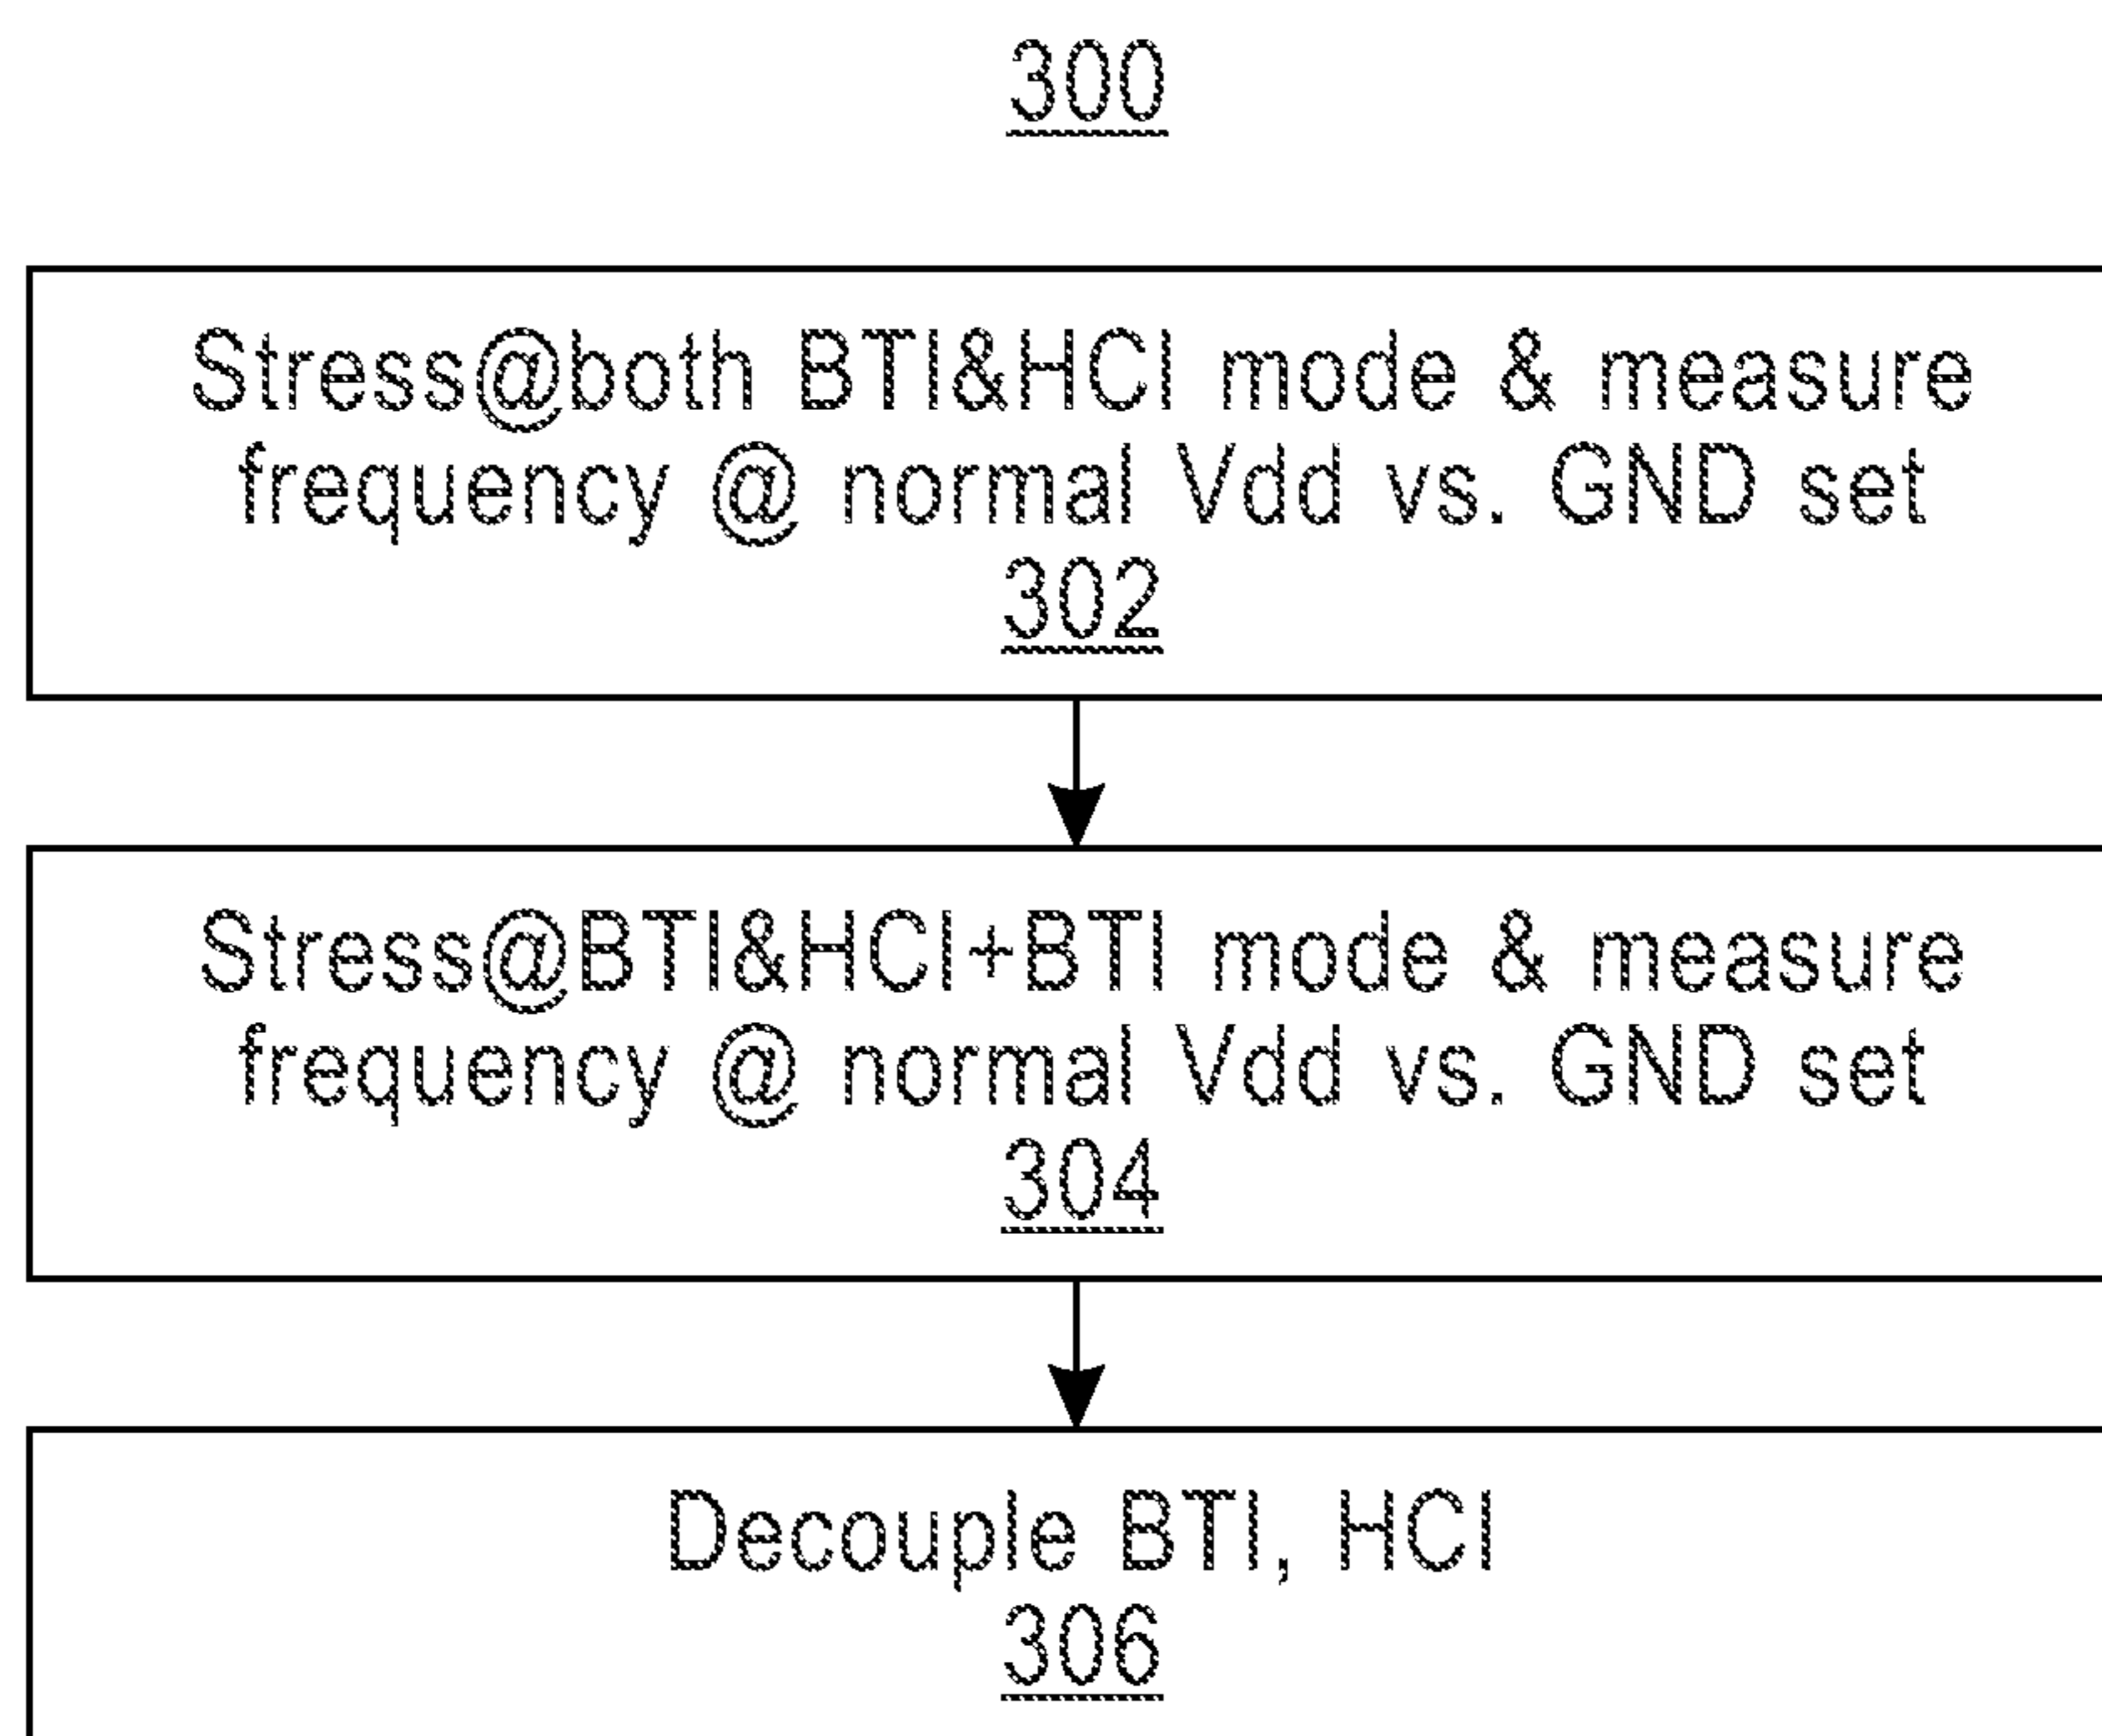 300
Stress@both BTI&HCI mode & measure
frequency @ normal Vdd vs. GND set
302
Stress@BTI&HCI+BTI mode & measure
frequency @ normal Vdd vs. GND set
304
Decouple BTI, HCI
306